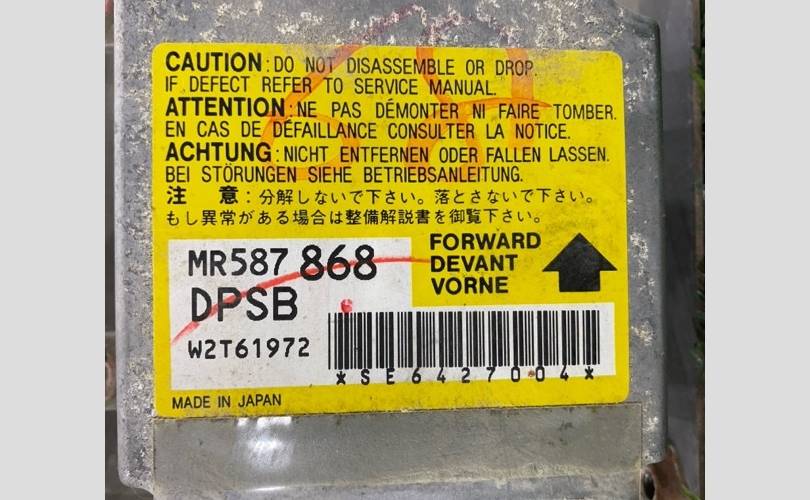 CAUTION : DO NOT DISASSEMBLE OR DROP.
IF DEFECT REFER TO SERVICE MANUAL.
ATTENTION : NE PAS DÉMONTER NI FAIRE TOMBER.
EN CAS DE DÉFAILLANCE CONSULTER LA NOTICE.
ACHTUNG : NICHT ENTFERNEN ODER FALLEN LASSEN.
BEI STÖRUNGEN SIEHE BETRIEBSANLEITUNG.
注 意 : 分解しないで下さい。落とさないで下さい。
もし異常がある場合は整備解説書を御覧下さい。
MR587 868
DPSB
W2T61972
FORWARD
DEVANT
VORNE
*SE6427004*
MADE IN JAPAN